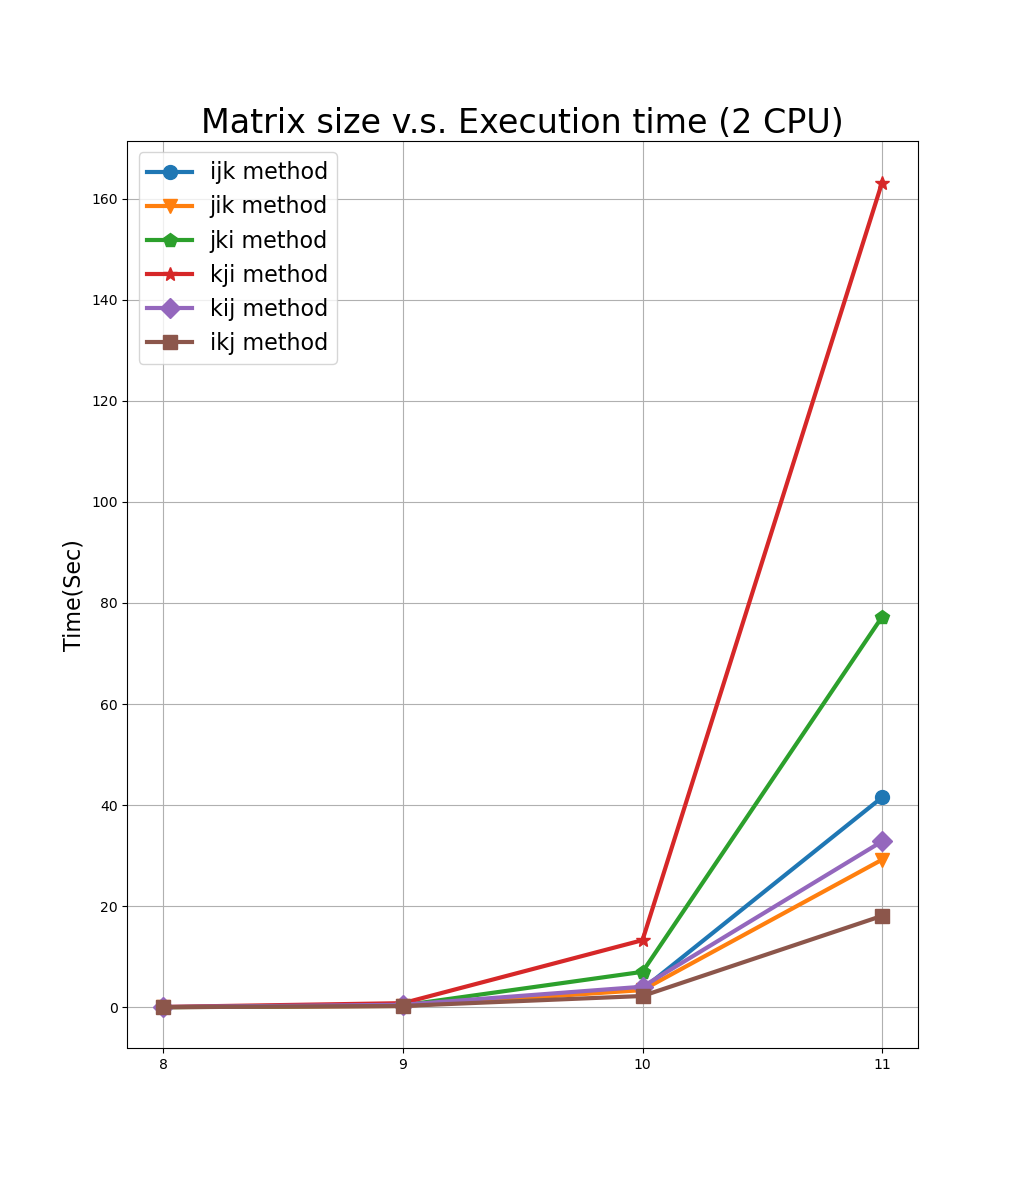 Matrix size v.s. Execution time (2 CPU)
ijk method
jik method
jki method
kji method
kij method
ikj method
160
140
120
100
80
60
40
20
0
Time(Sec)
8 9 10 11